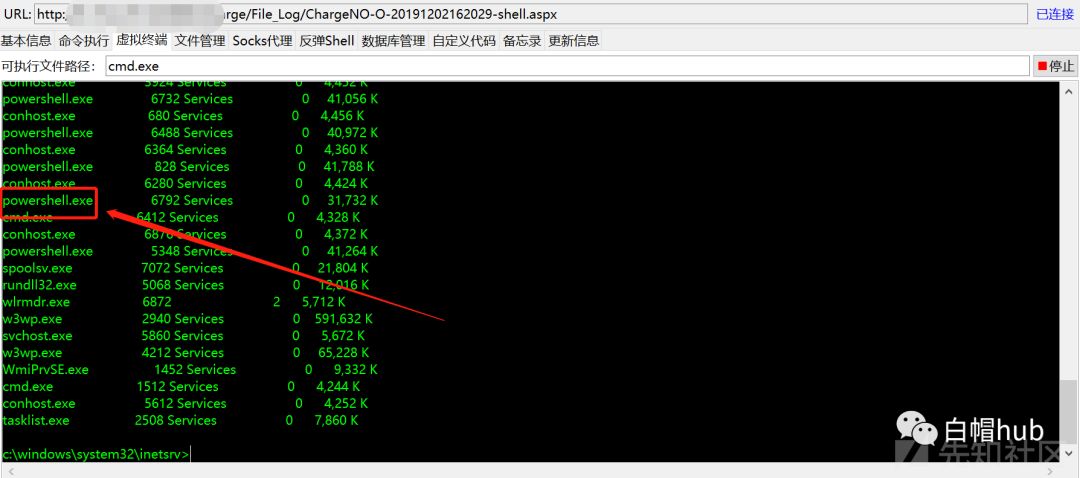 URL: http: rge/File_Log/ChargeNO-O-20191202162029-shell.aspx 已连接
基本信息 命令执行 虚拟终端 文件管理 Socks代理 反弹Shell 数据库管理 自定义代码 备忘录 更新信息
可执行文件路径: cmd.exe 停止
conhost.exe 5924 Services 0 4,452 K
powershell.exe 6732 Services 0 41,056 K
conhost.exe 680 Services 0 4,456 K
powershell.exe 6488 Services 0 40,972 K
conhost.exe 6364 Services 0 4,360 K
powershell.exe 828 Services 0 41,788 K
conhost.exe 6280 Services 0 4,424 K
powershell.exe 6792 Services 0 31,732 K
cmd.exe 6412 Services 0 4,328 K
conhost.exe 6876 Services 0 4,372 K
powershell.exe 5348 Services 0 41,264 K
spoolsv.exe 7072 Services 0 21,804 K
rundll32.exe 5068 Services 0 12,016 K
wlrmdr.exe 6872 2 5,712 K
w3wp.exe 2940 Services 0 591,632 K
svchost.exe 5860 Services 0 5,672 K
w3wp.exe 4212 Services 0 65,228 K
WmiPrvSE.exe 1452 Services 0 9,332 K
cmd.exe 1512 Services 0 4,244 K
conhost.exe 5612 Services 0 4,252 K
tasklist.exe 2508 Services 0 7,860 K
c:\windows\system32\inetsrv>
白帽hub
先知社区